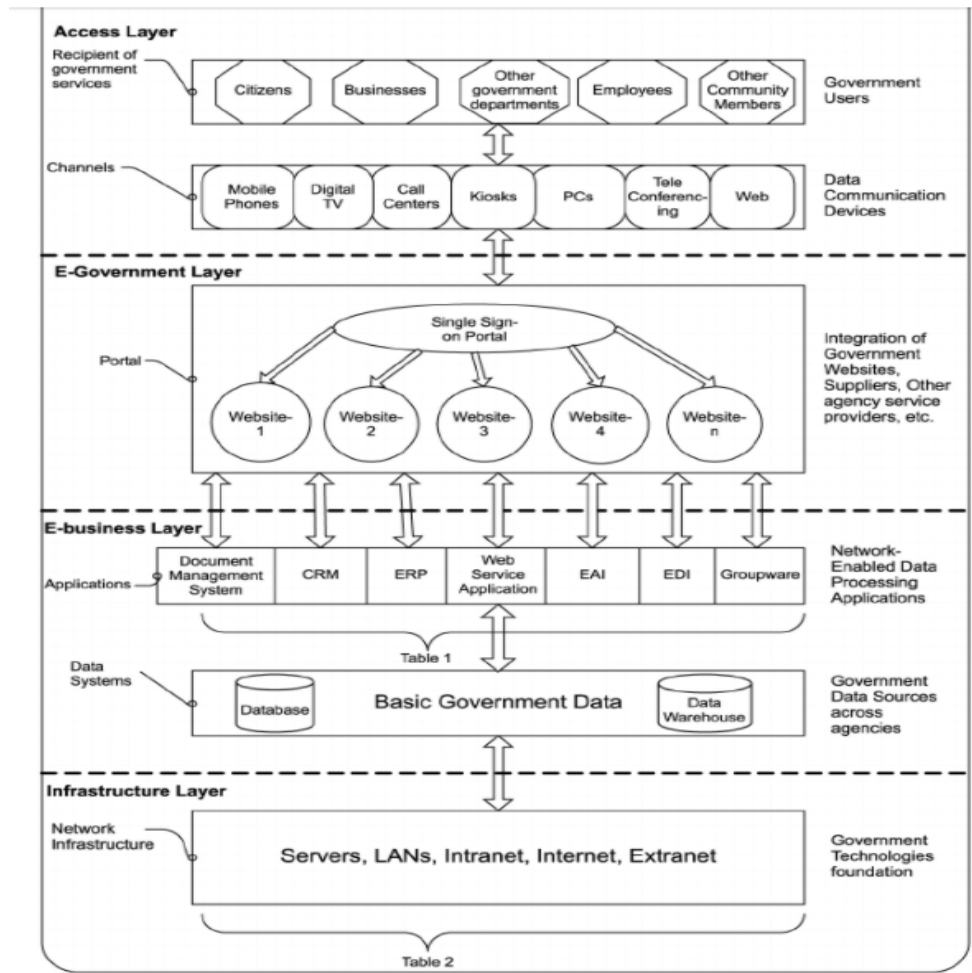 Access Layer
Recipient of
government
services
Citizens
Businesses
Other
government
departments
Employees
Other
Community
Members
Government
Users
Channels
Mobile
Phones
Digital
TV
Call
Centers
Kiosks
PCs
Tele
Conferenc-
ing
Web
Data
Communication
Devices
E-Government Layer
Portal
Single Sign-
on Portal
Website-
1
Website-
2
Website-
3
Website-
4
Website-
n
Integration of
Government
Websites,
Suppliers, Other
agency service
providers, etc.
E-business Layer
Applications
Document
Management
System
CRM
ERP
Web
Service
Application
EAI
EDI
Groupware
Network-
Enabled Data
Processing
Applications
Table 1
Data
Systems
Database
Basic Government Data
Data
Warehouse
Government
Data Sources
across
agencies
Infrastructure Layer
Network
Infrastructure
Servers, LANs, Intranet, Internet, Extranet
Government
Technologies
foundation
Table 2